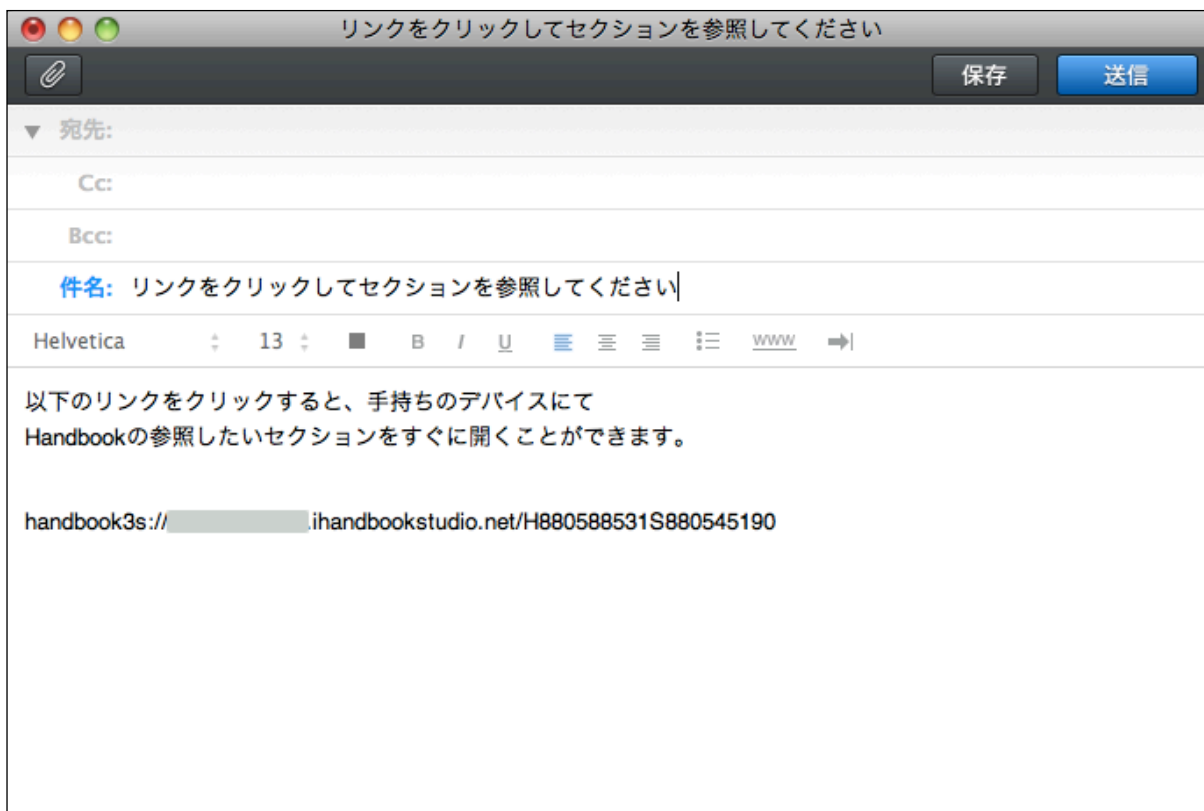 リンクをクリックしてセクションを参照してください
保存 送信
宛先:
Cc:
Bcc:
件名: リンクをクリックしてセクションを参照してください
Helvetica 13 B I U www
以下のリンクをクリックすると、手持ちのデバイスにて
Handbookの参照したいセクションをすぐに開くことができます。
handbook3s:// .ihandbookstudio.net/H880588531S880545190